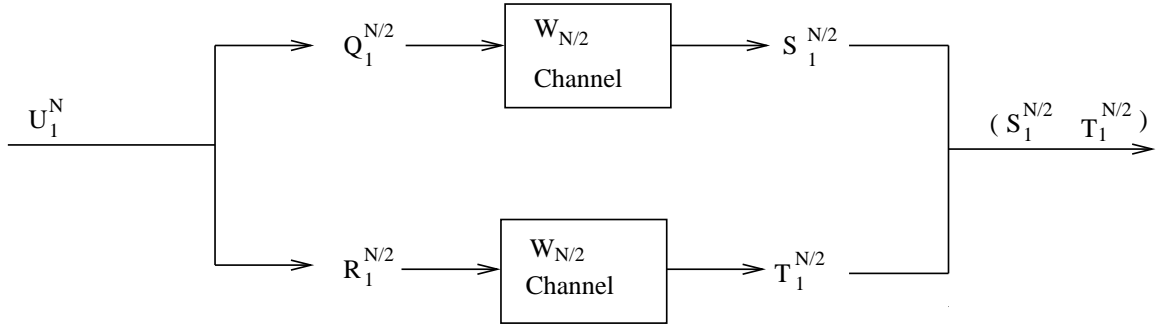 U_1^N
Q_1^{N/2}
W_{N/2}
Channel
S_1^{N/2}
( S_1^{N/2} T_1^{N/2} )
R_1^{N/2}
W_{N/2}
Channel
T_1^{N/2}